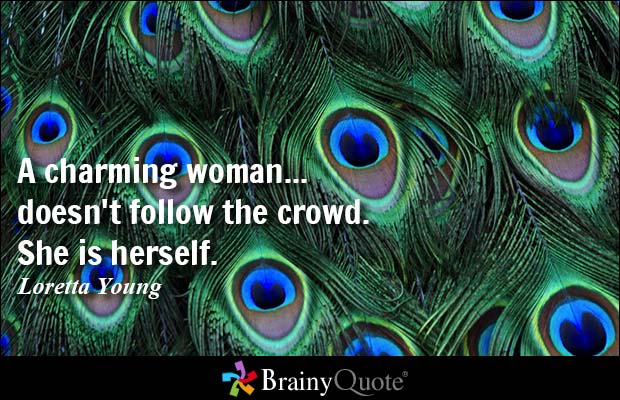 A charming woman...
doesn't follow the crowd.
She is herself.
Loretta Young
BrainyQuote®